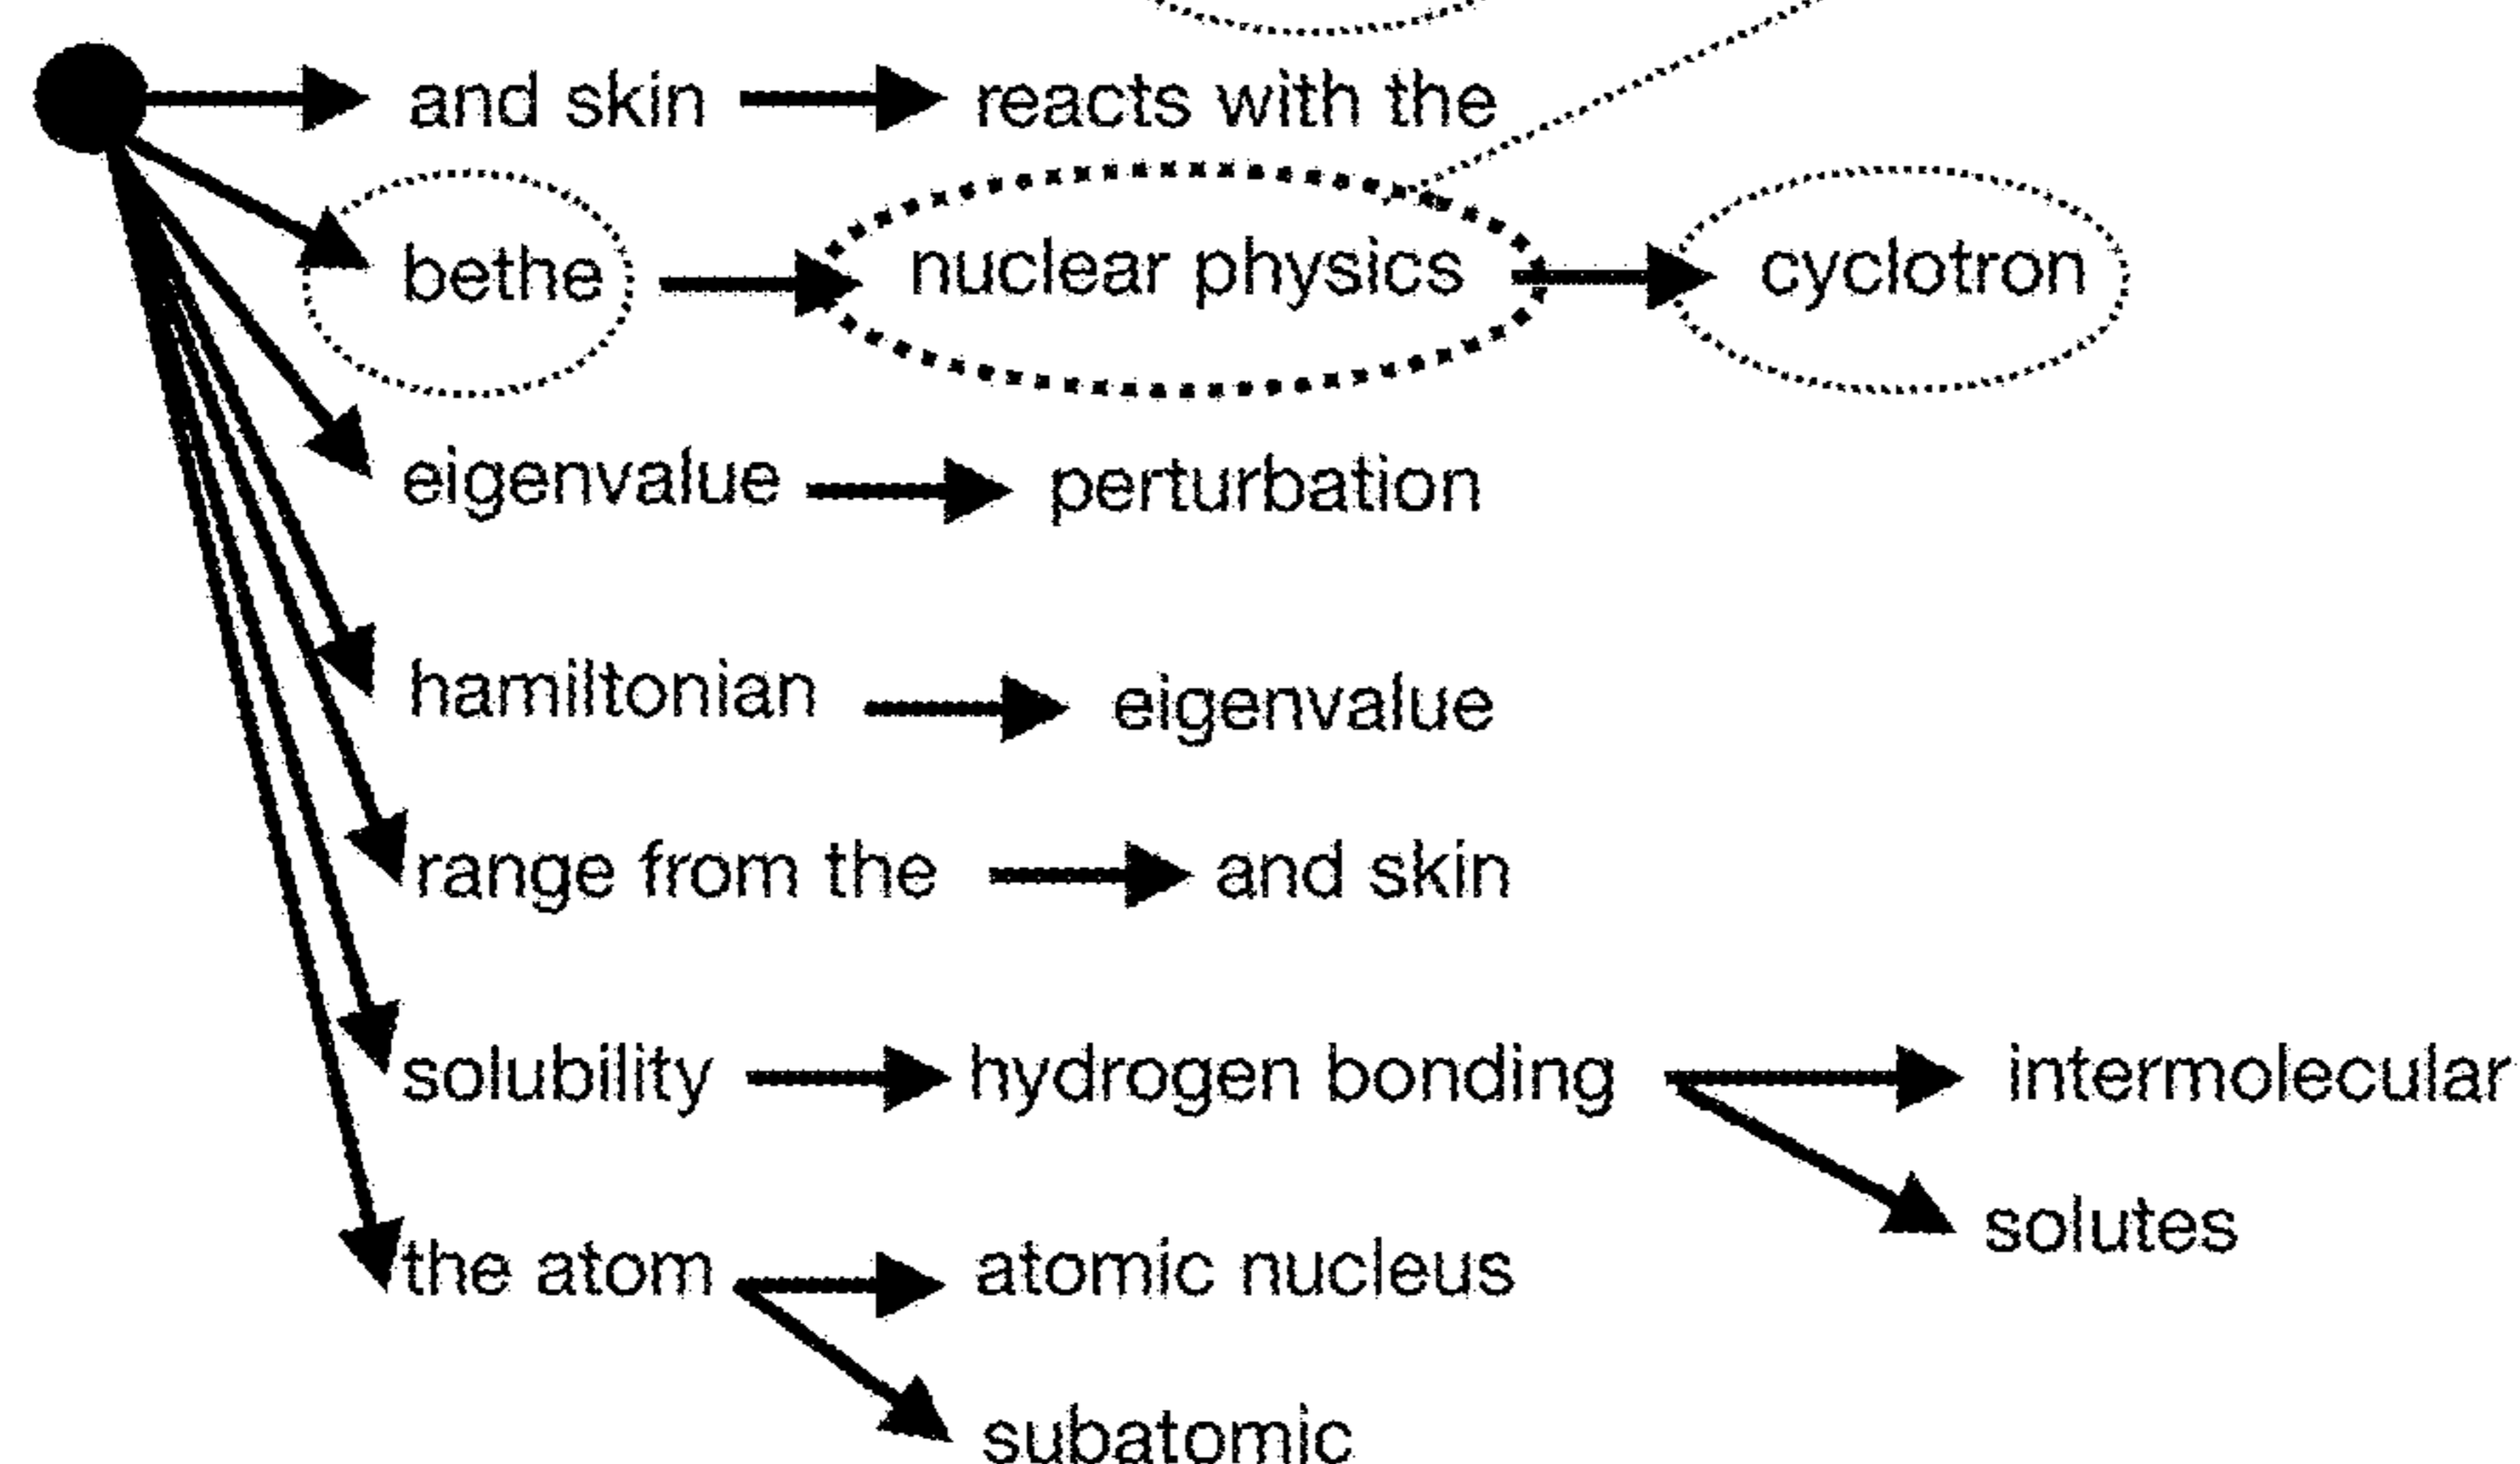 and skin reacts with the
bethe nuclear physics cyclotron
eigenvalue perturbation
hamiltonian eigenvalue
range from the and skin
solubility hydrogen bonding intermolecular
solutes
the atom atomic nucleus
subatomic